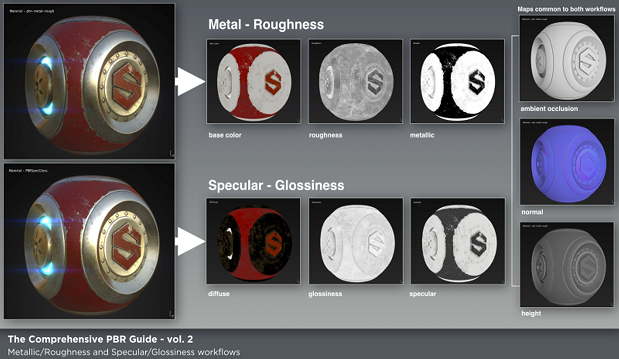 Material - pbr-metal-rough
Metal - Roughness
base color
roughness
metallic
Material - PBRSpecGloss
Specular - Glossiness
diffuse
glossiness
specular
Maps common to both workflows
ambient occlusion
normal
height
The Comprehensive PBR Guide - vol. 2
Metallic/Roughness and Specular/Glossiness workflows